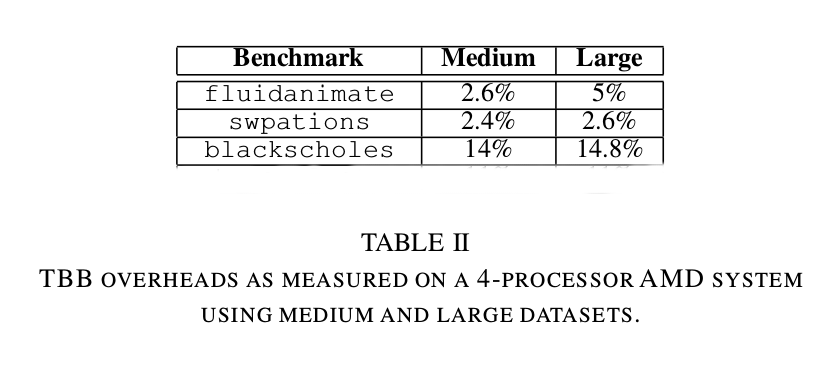 Benchmark Medium Large
fluidanimate 2.6% 5%
swpations 2.4% 2.6%
blackscholes 14% 14.8%
TABLE II
TBB OVERHEADS AS MEASURED ON A 4-PROCESSOR AMD SYSTEM
USING MEDIUM AND LARGE DATASETS.